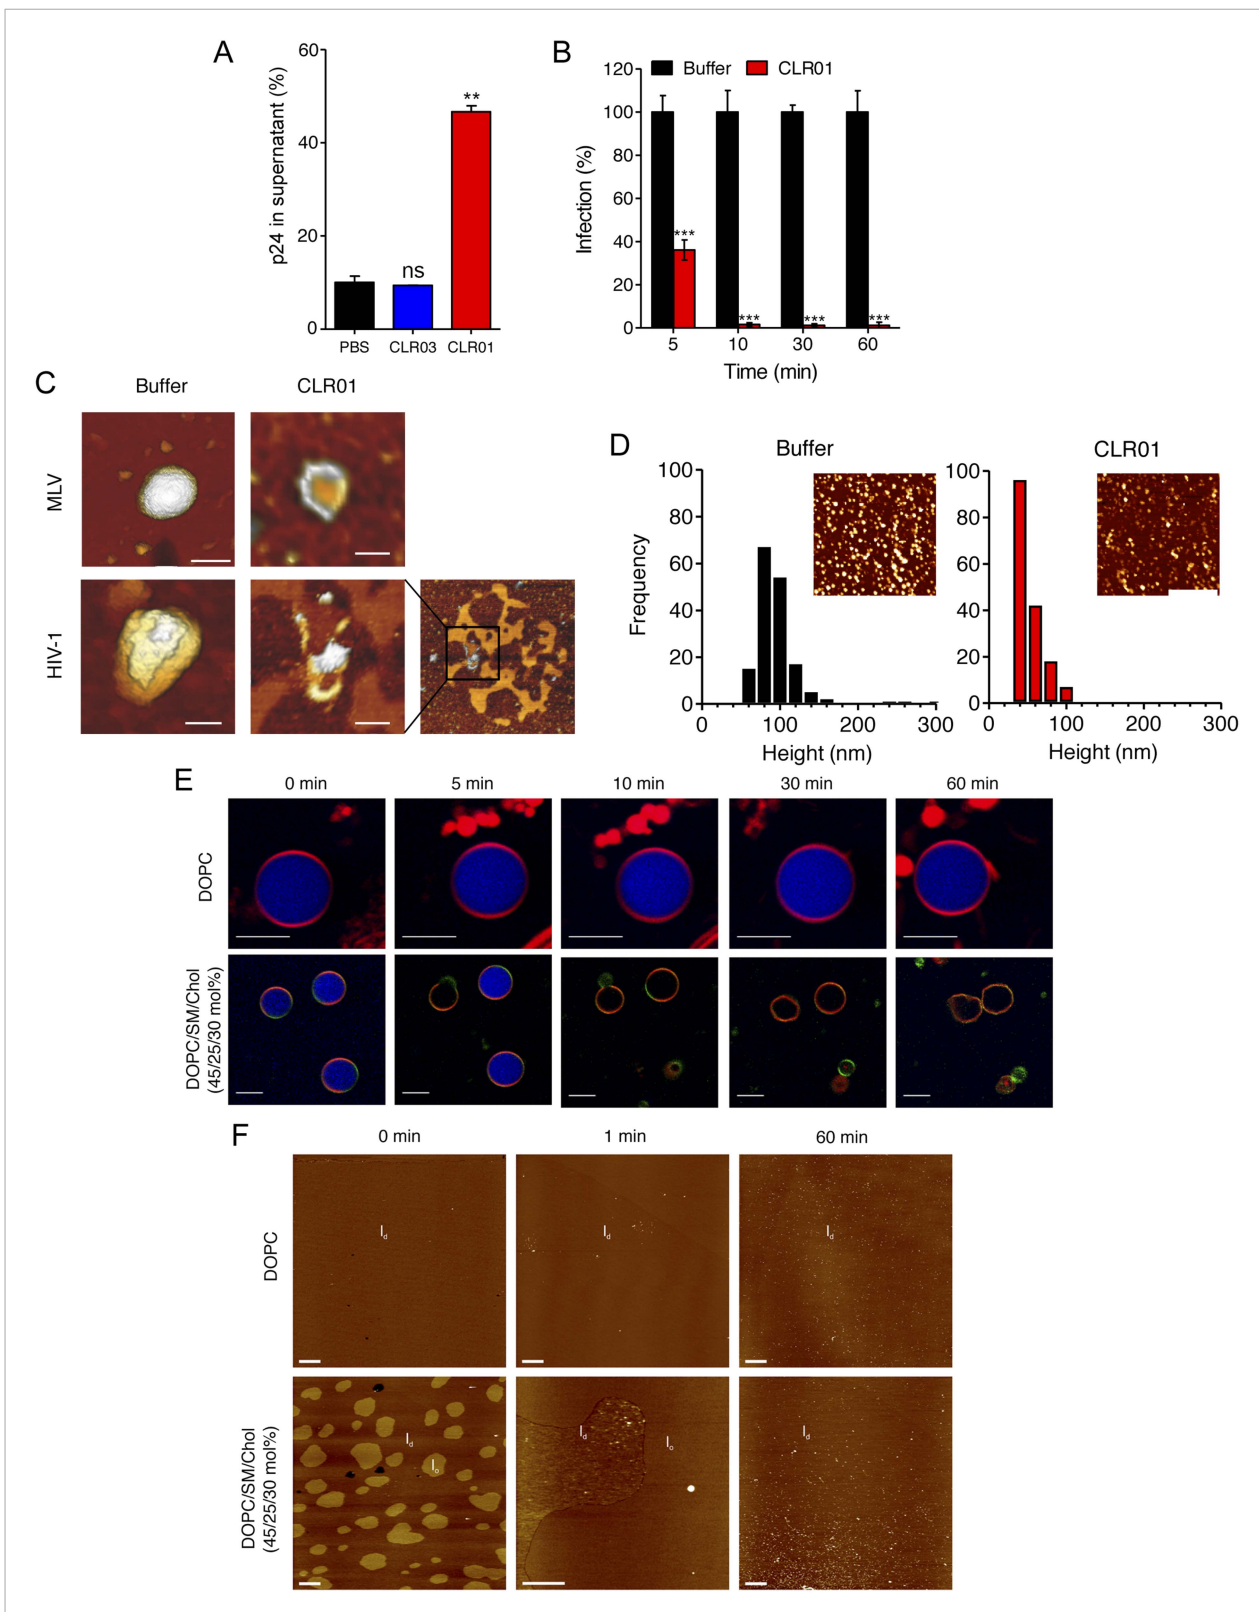 A
p24 in supernatant (%)
60
40
20
0
**
ns
PBS
CLR03
CLR01
B
Buffer
CLR01
Infection (%)
120
100
80
60
40
20
0
***
***
***
***
5
10
30
60
Time (min)
C
Buffer
CLR01
MLV
HIV-1
D
Buffer
CLR01
Frequency
100
80
60
40
20
0
0
100
200
300
Height (nm)
100
80
60
40
20
0
0
100
200
300
Height (nm)
E
0 min
5 min
10 min
30 min
60 min
DOPC
DOPC/SM/Chol
(45/25/30 mol%)
F
0 min
1 min
60 min
DOPC
ld
ld
ld
DOPC/SM/Chol
(45/25/30 mol%)
ld
lo
ld
lo
ld